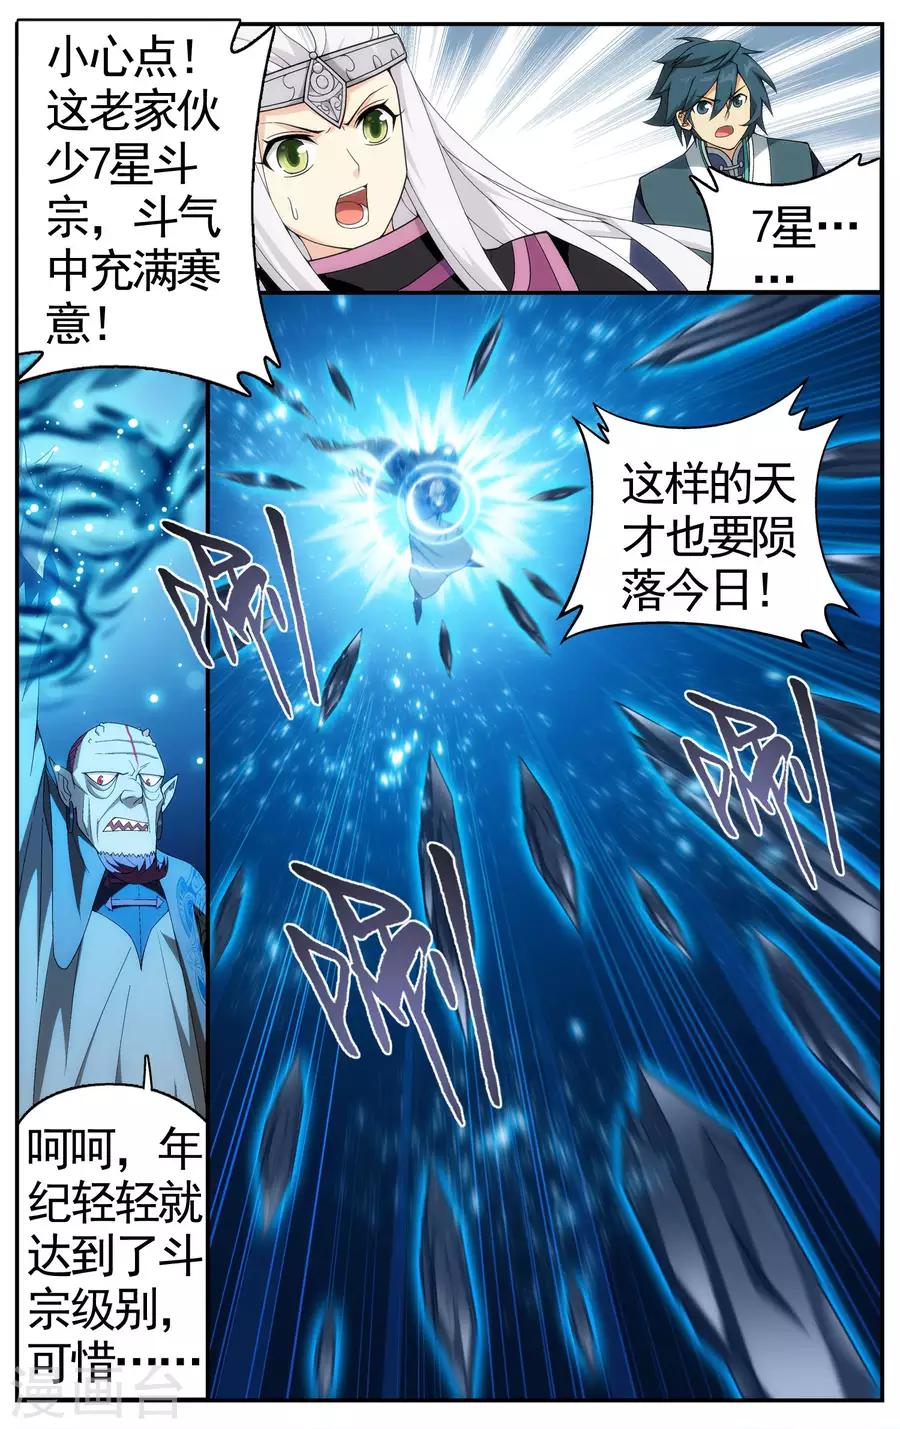 小心点！
这老家伙
少7星斗
宗，斗气
中充满寒
意！
7星……
……
这样的天
才也要陨
落今日！
唰
唰
唰
呵呵，年
纪轻轻就
达到了斗
宗级别，
可惜……
漫画台